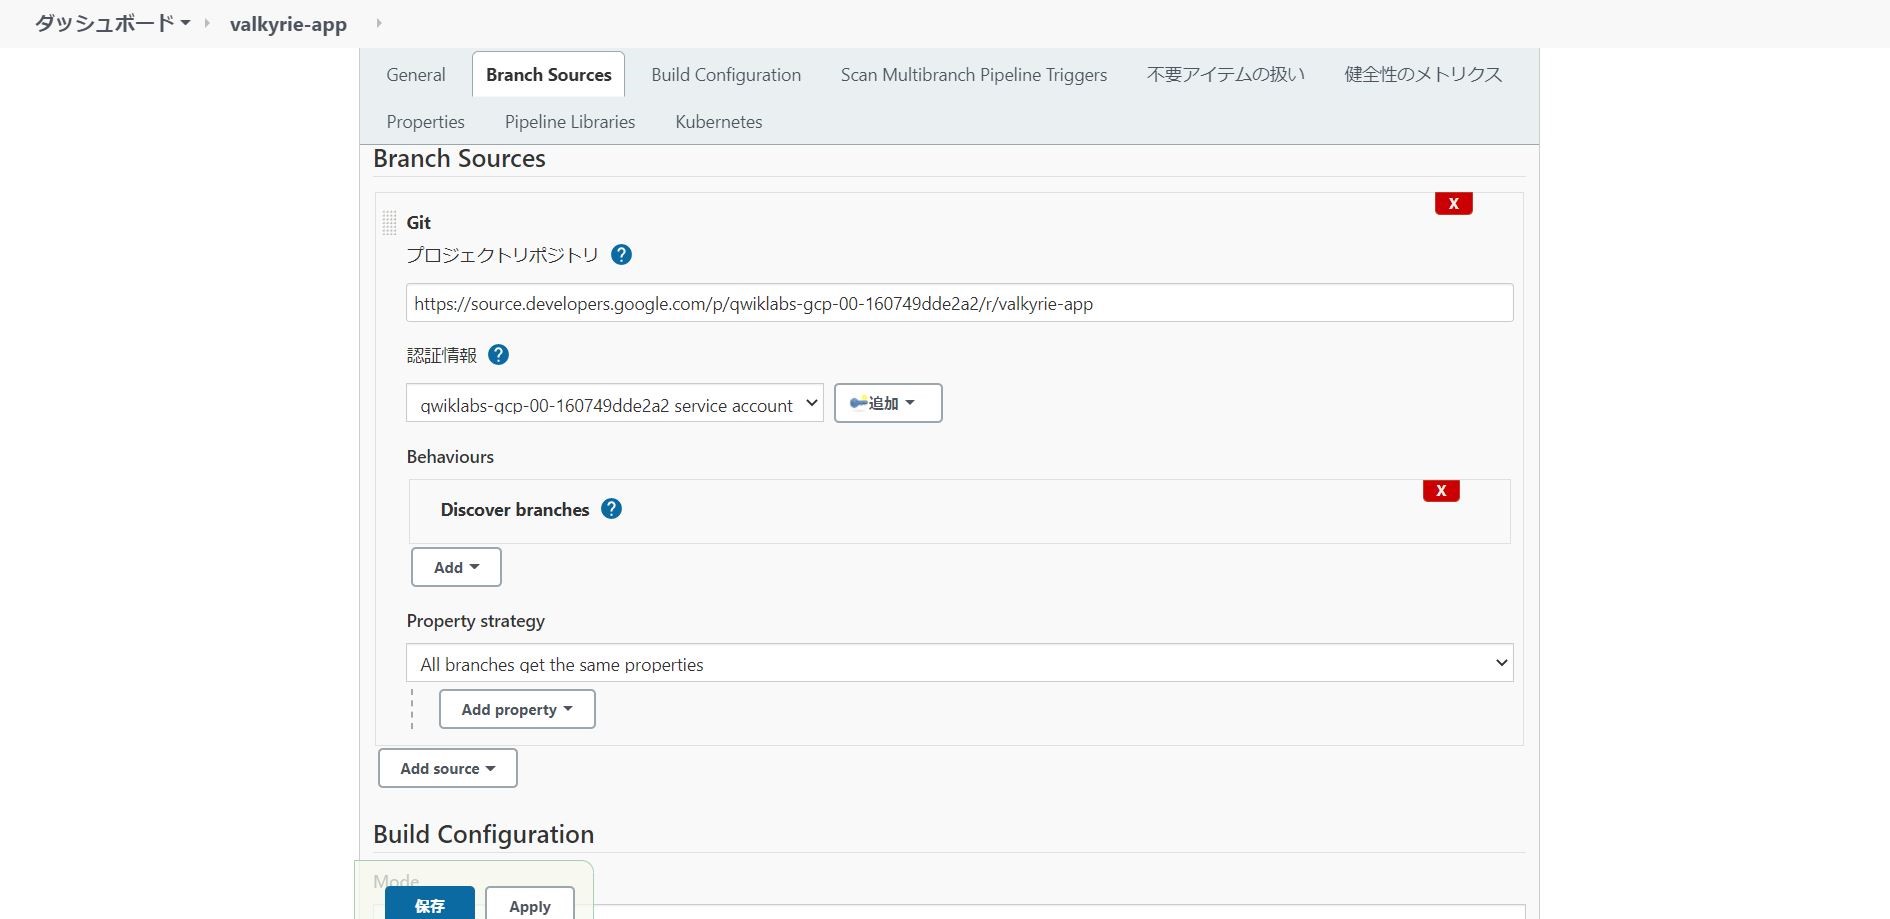 ダッシュボード valkyrie-app
General Branch Sources Build Configuration Scan Multibranch Pipeline Triggers 不要アイテムの扱い 健全性のメトリクス
Properties Pipeline Libraries Kubernetes
Branch Sources
X
Git
プロジェクトリポジトリ ?
https://source.developers.google.com/p/qwiklabs-gcp-00-160749dde2a2/r/valkyrie-app
認証情報 ?
qwiklabs-gcp-00-160749dde2a2 service account 追加
Behaviours
X
Discover branches ?
Add
Property strategy
All branches get the same properties
Add property
Add source
Build Configuration
Mode
保存 Apply